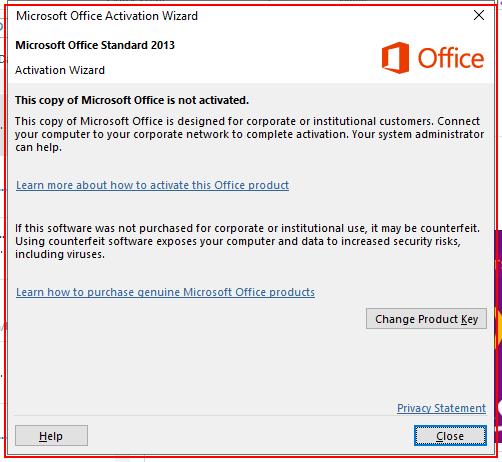 Microsoft Office Activation Wizard
Microsoft Office Standard 2013
Activation Wizard
Office
This copy of Microsoft Office is not activated.
This copy of Microsoft Office is designed for corporate or institutional customers. Connect
your computer to your corporate network to complete activation. Your system administrator
can help.
Learn more about how to activate this Office product
If this software was not purchased for corporate or institutional use, it may be counterfeit.
Using counterfeit software exposes your computer and data to increased security risks,
including viruses.
Learn how to purchase genuine Microsoft Office products
Change Product Key
Privacy Statement
Help
Close